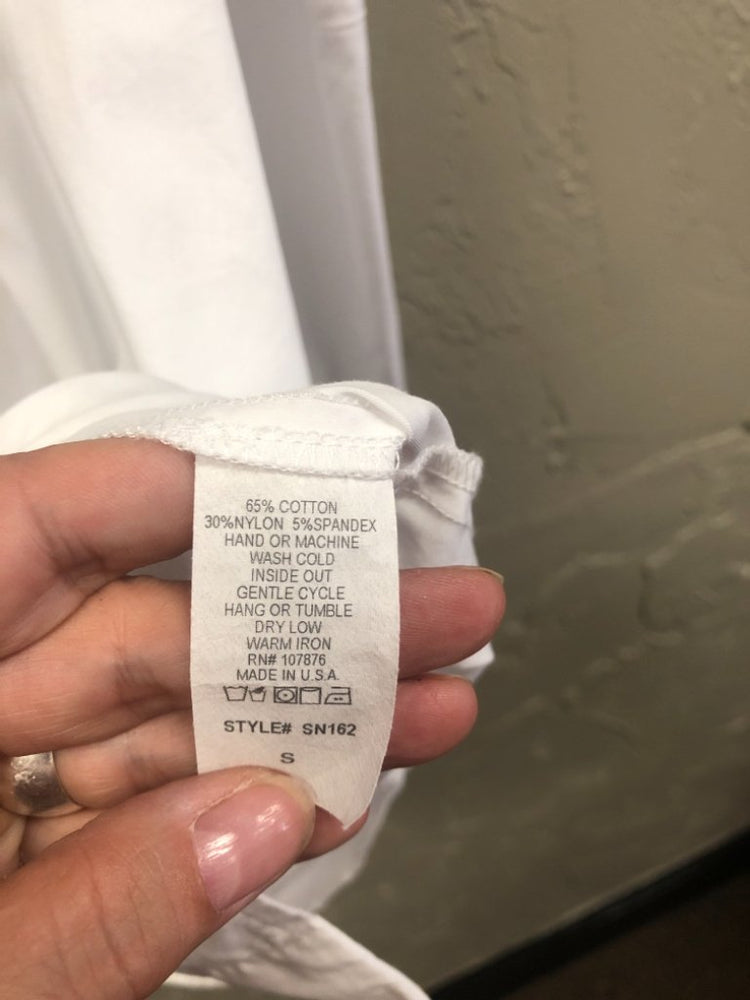 65% COTTON
30%NYLON 5%SPANDEX
HAND OR MACHINE
WASH COLD
INSIDE OUT
GENTLE CYCLE
HANG OR TUMBLE
DRY LOW
WARM IRON
RN# 107876
MADE IN U.S.A.
STYLE# SN162
S